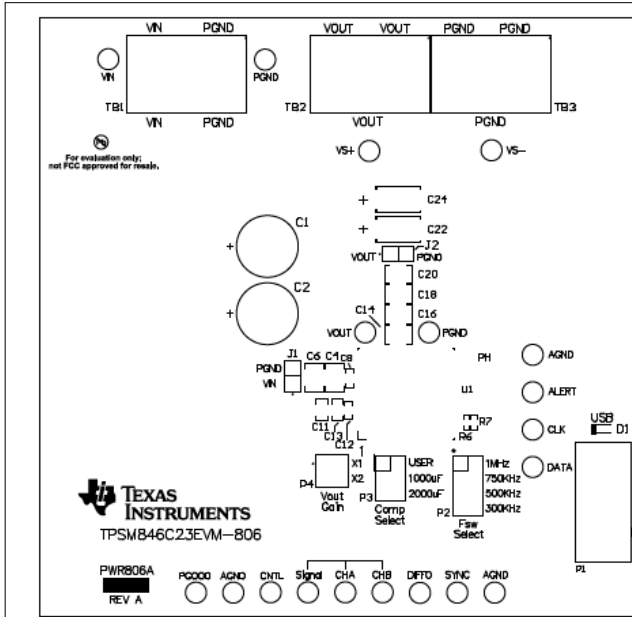 VIN PGND VOUT VOUT PGND PGND
VIN PGND
TB1 TB2 TB3
VIN PGND VOUT PGND
VS+ VS-
Pb
For evaluation only;
not FCC approved for resale.
+ C24
+ C22
C1
+
J2
VOUT PGND
C20
C2
+
C18
C14 C16
VOUT PGND
J1 C6 C4 C8
PGND
VIN
PH
U1
AGND
ALERT
C11
C13
C12
R7
R6
CLK
USB
D1
DATA
P4
X1
X2
Vout
Gain
P3
USER
1000uF
2000uF
Comp
Select
P2
1MHz
750KHz
500KHz
300KHz
Fsw
Select
P1
TEXAS
INSTRUMENTS
TPSM846C23EVM-806
PWR806A
REV A
PGOOD AGND CNTL Signal CHA CHB DIFFO SYNC AGND